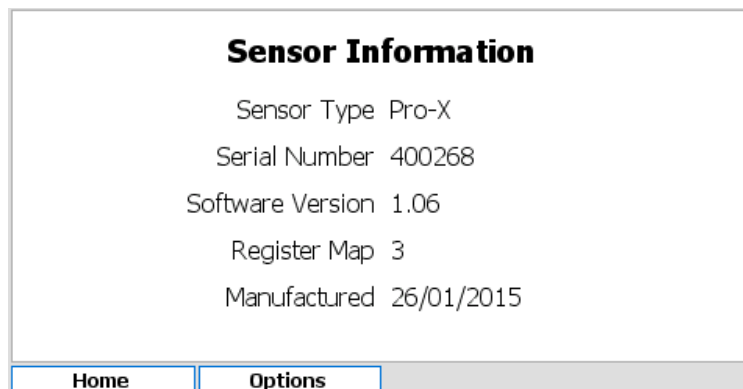 Sensor Information
Sensor Type Pro-X
Serial Number 400268
Software Version 1.06
Register Map 3
Manufactured 26/01/2015
Home Options